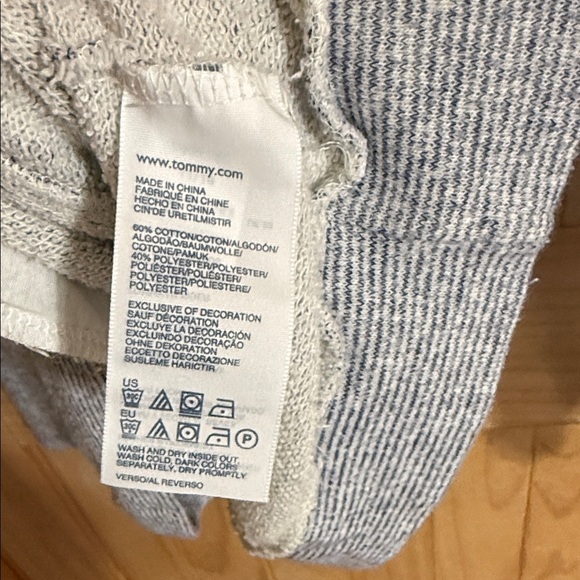 www.tommy.com
MADE IN CHINA
FABRIQUÉ EN CHINE
HECHO EN CHINA
CIN'DE URETILMISTIR
60% COTTON/COTON/ALGODÓN/
ALGODÃO/BAUMWOLLE/
COTONE/PAMUK
40% POLYESTER/POLYESTER/
POLIÉSTER/POLIÉSTER/
POLYESTER/POLIESTERE/
POLYESTER
EXCLUSIVE OF DECORATION
SAUF DÉCORATION
EXCLUYE LA DECORACIÓN
EXCLUINDO DECORAÇÃO
OHNE DEKORATION
ECCETTO DECORAZIONE
SUSLEME HARICTIR
US
30C
EU
30C
P
WASH AND DRY INSIDE OUT
WASH COLD, DARK COLORS
SEPARATELY, DRY PROMPTLY
VERSO/AL REVERSO